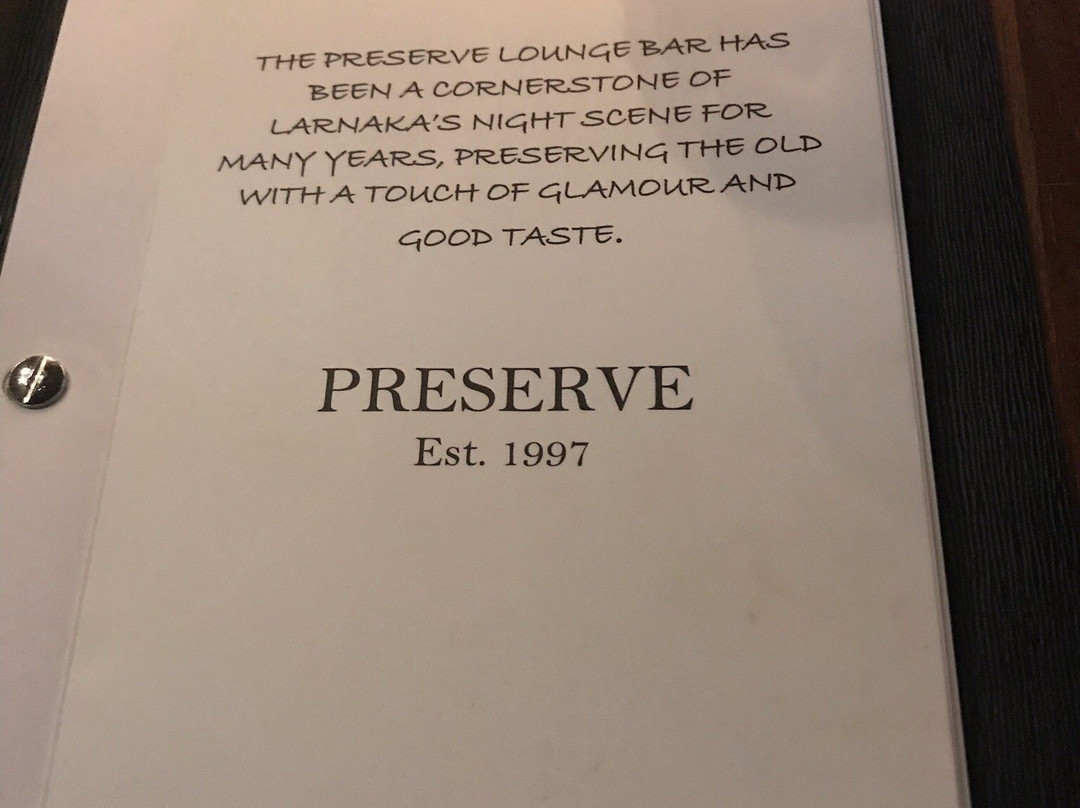 THE PRESERVE LOUNGE BAR HAS
BEEN A CORNERSTONE OF
LARNAKA'S NIGHT SCENE FOR
MANY YEARS, PRESERVING THE OLD
WITH A TOUCH OF GLAMOUR AND
GOOD TASTE.
PRESERVE
Est. 1997